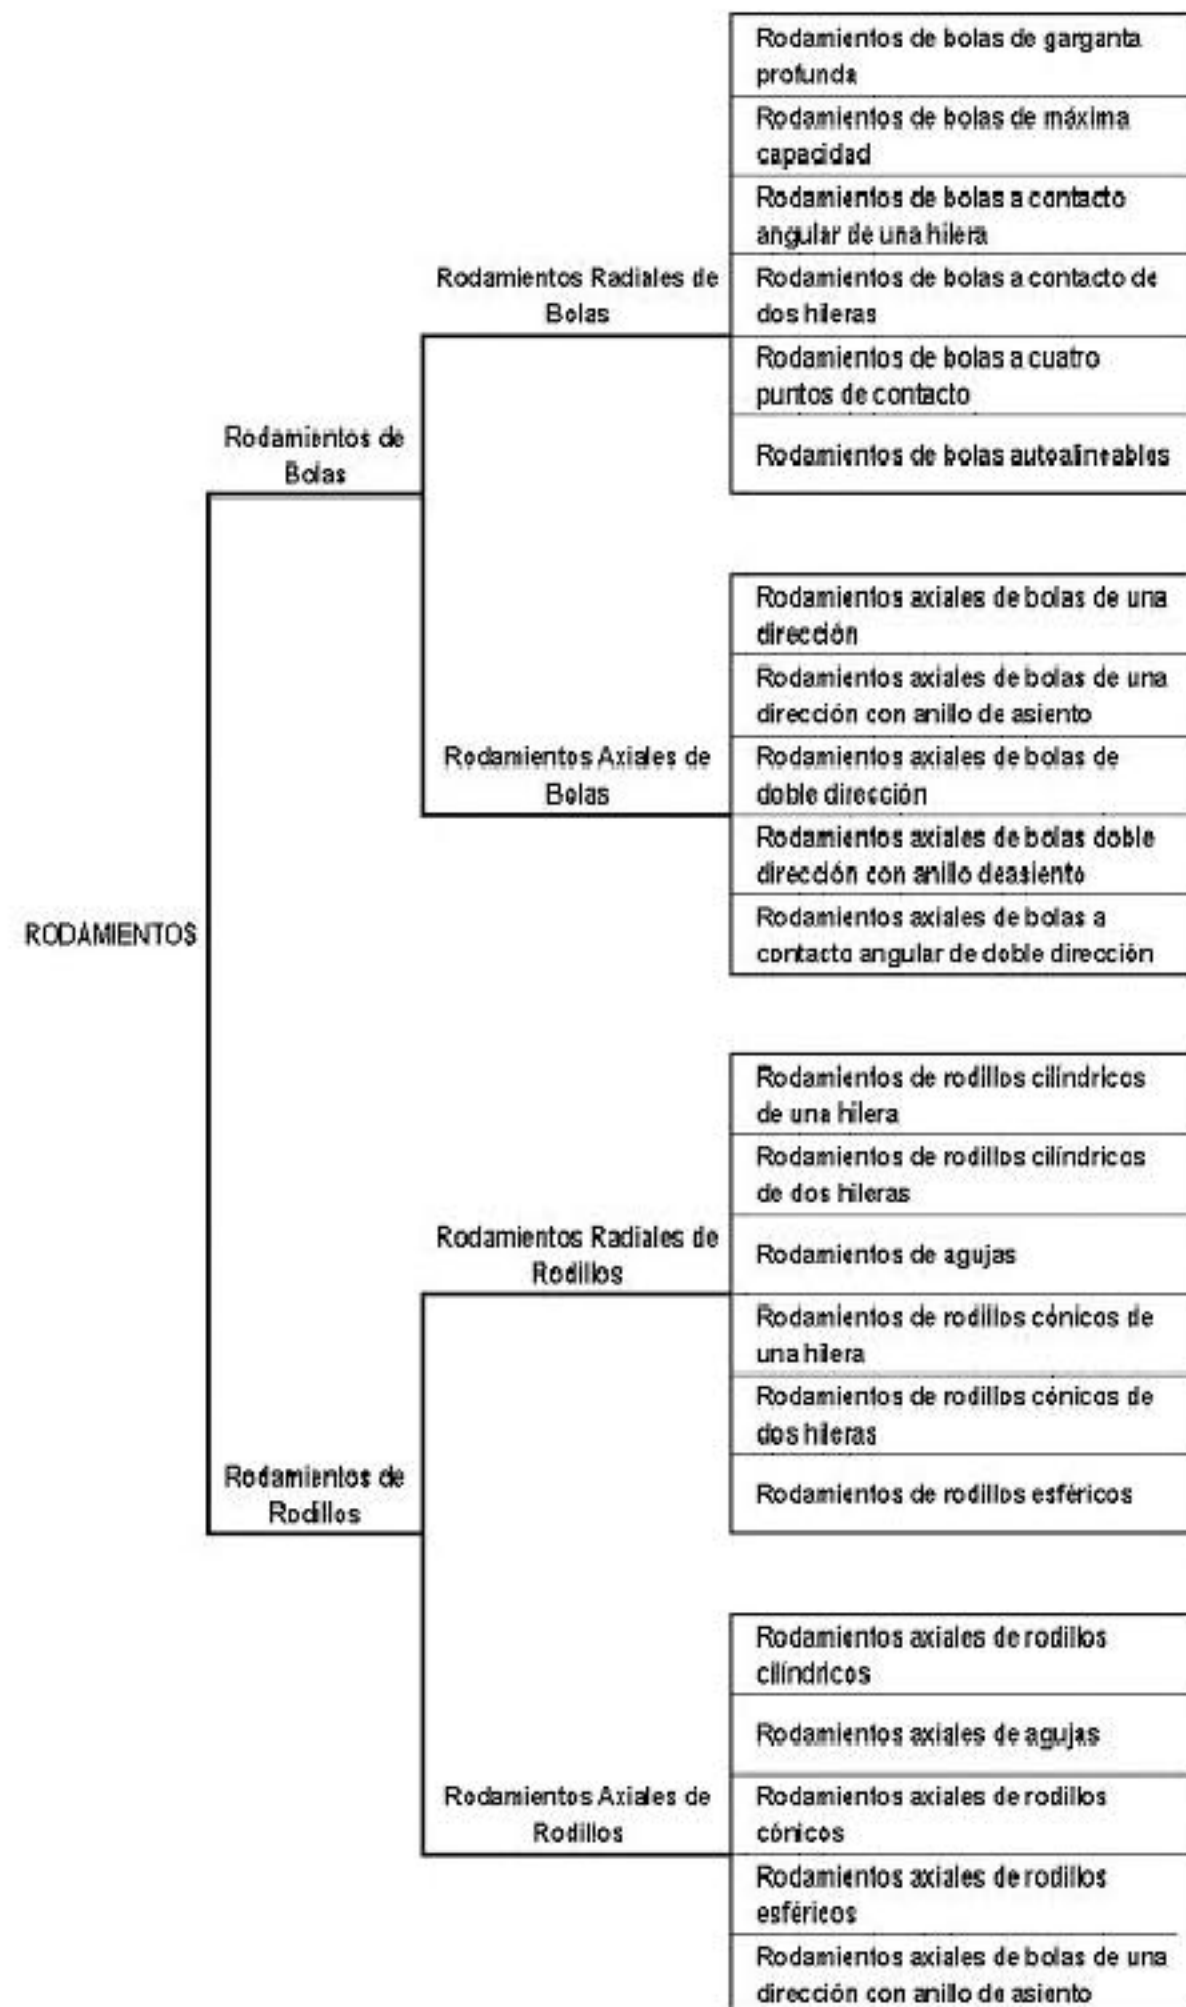 RODAMIENTOS
Rodamientos de
Bolas
Rodamientos Radiales de
Bolas
Rodamientos de bolas de garganta
profunda
Rodamientos de bolas de máxima
capacidad
Rodamientos de bolas a contacto
angular de una hilera
Rodamientos de bolas a contacto de
dos hileras
Rodamientos de bolas a cuatro
puntos de contacto
Rodamientos de bolas autoalineables
Rodamientos Axiales de
Bolas
Rodamientos axiales de bolas de una
dirección
Rodamientos axiales de bolas de una
dirección con anillo de asiento
Rodamientos axiales de bolas de
doble dirección
Rodamientos axiales de bolas doble
dirección con anillo deasiento
Rodamientos axiales de bolas a
contacto angular de doble dirección
Rodamientos de
Rodillos
Rodamientos Radiales de
Rodillos
Rodamientos de rodillos cilíndricos
de una hilera
Rodamientos de rodillos cilíndricos
de dos hileras
Rodamientos de agujas
Rodamientos de rodillos cónicos de
una hilera
Rodamientos de rodillos cónicos de
dos hileras
Rodamientos de rodillos esféricos
Rodamientos Axiales de
Rodillos
Rodamientos axiales de rodillos
cilíndricos
Rodamientos axiales de agujas
Rodamientos axiales de rodillos
cónicos
Rodamientos axiales de rodillos
esféricos
Rodamientos axiales de bolas de una
dirección con anillo de asiento